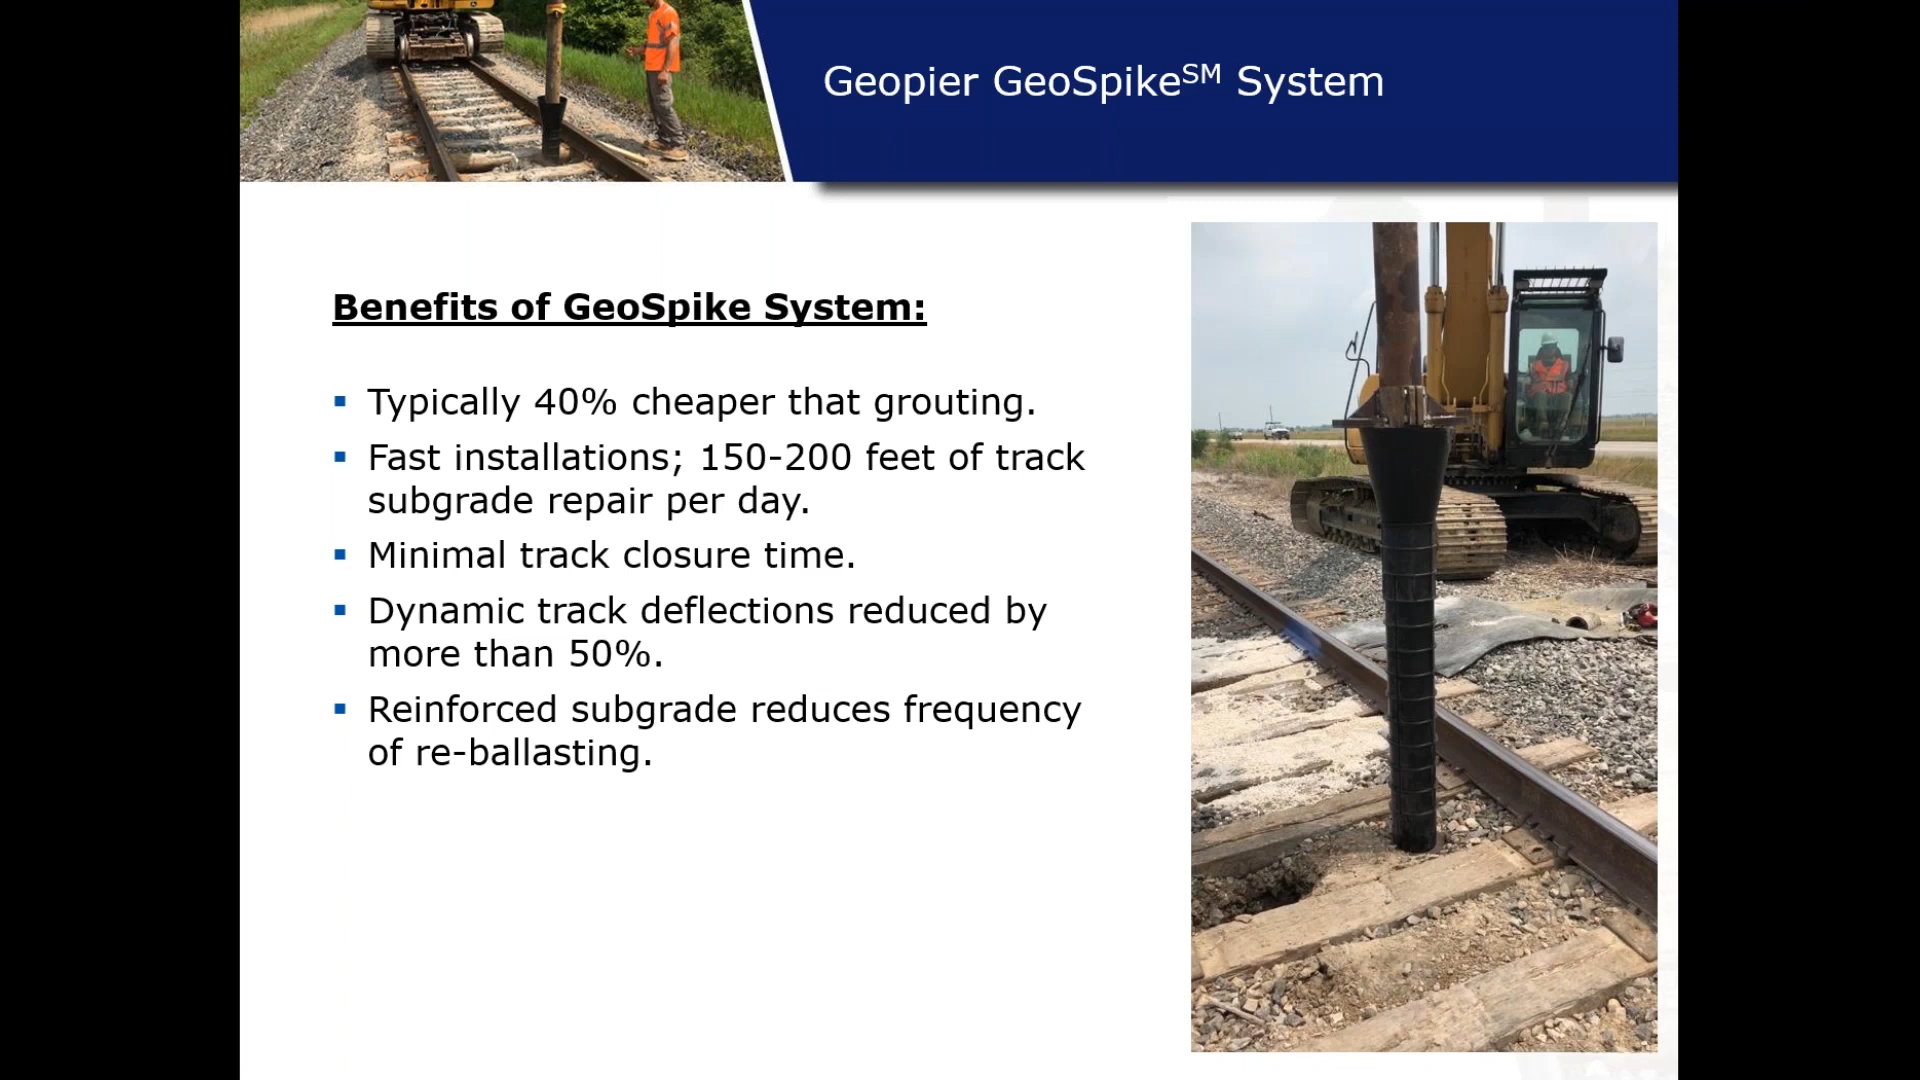 Geopier GeoSpikeSM System
Benefits of GeoSpike System:
▪ Typically 40% cheaper that grouting.
▪ Fast installations; 150-200 feet of track
subgrade repair per day.
▪ Minimal track closure time.
▪ Dynamic track deflections reduced by
more than 50%.
▪ Reinforced subgrade reduces frequency
of re-ballasting.